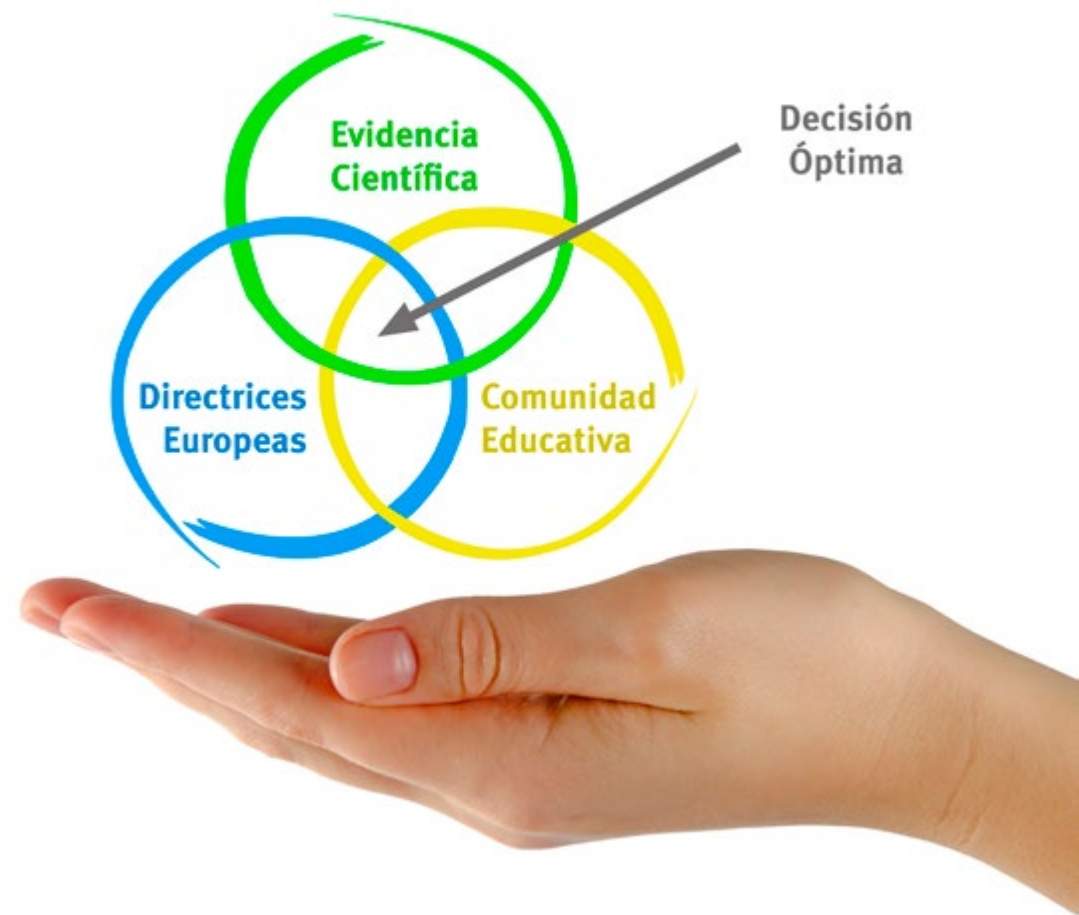 Evidencia
Científica
Decisión
Óptima
Directrices
Europeas
Comunidad
Educativa